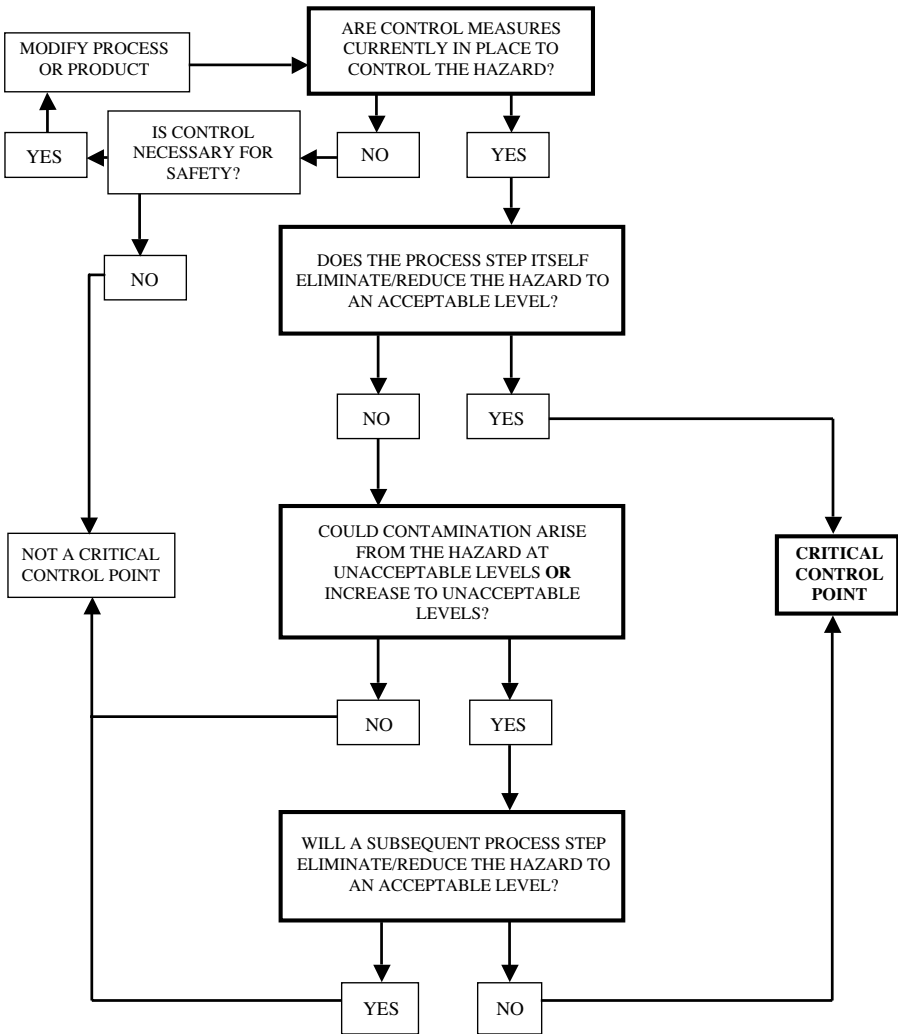 ARE CONTROL MEASURES
CURRENTLY IN PLACE TO
CONTROL THE HAZARD?
MODIFY PROCESS
OR PRODUCT
IS CONTROL
NECESSARY FOR
SAFETY?
YES
NO
YES
NO
DOES THE PROCESS STEP ITSELF
ELIMINATE/REDUCE THE HAZARD TO
AN ACCEPTABLE LEVEL?
NO
YES
COULD CONTAMINATION ARISE
FROM THE HAZARD AT
UNACCEPTABLE LEVELS OR
INCREASE TO UNACCEPTABLE
LEVELS?
NOT A CRITICAL
CONTROL POINT
CRITICAL
CONTROL
POINT
NO
YES
WILL A SUBSEQUENT PROCESS STEP
ELIMINATE/REDUCE THE HAZARD TO
AN ACCEPTABLE LEVEL?
YES
NO